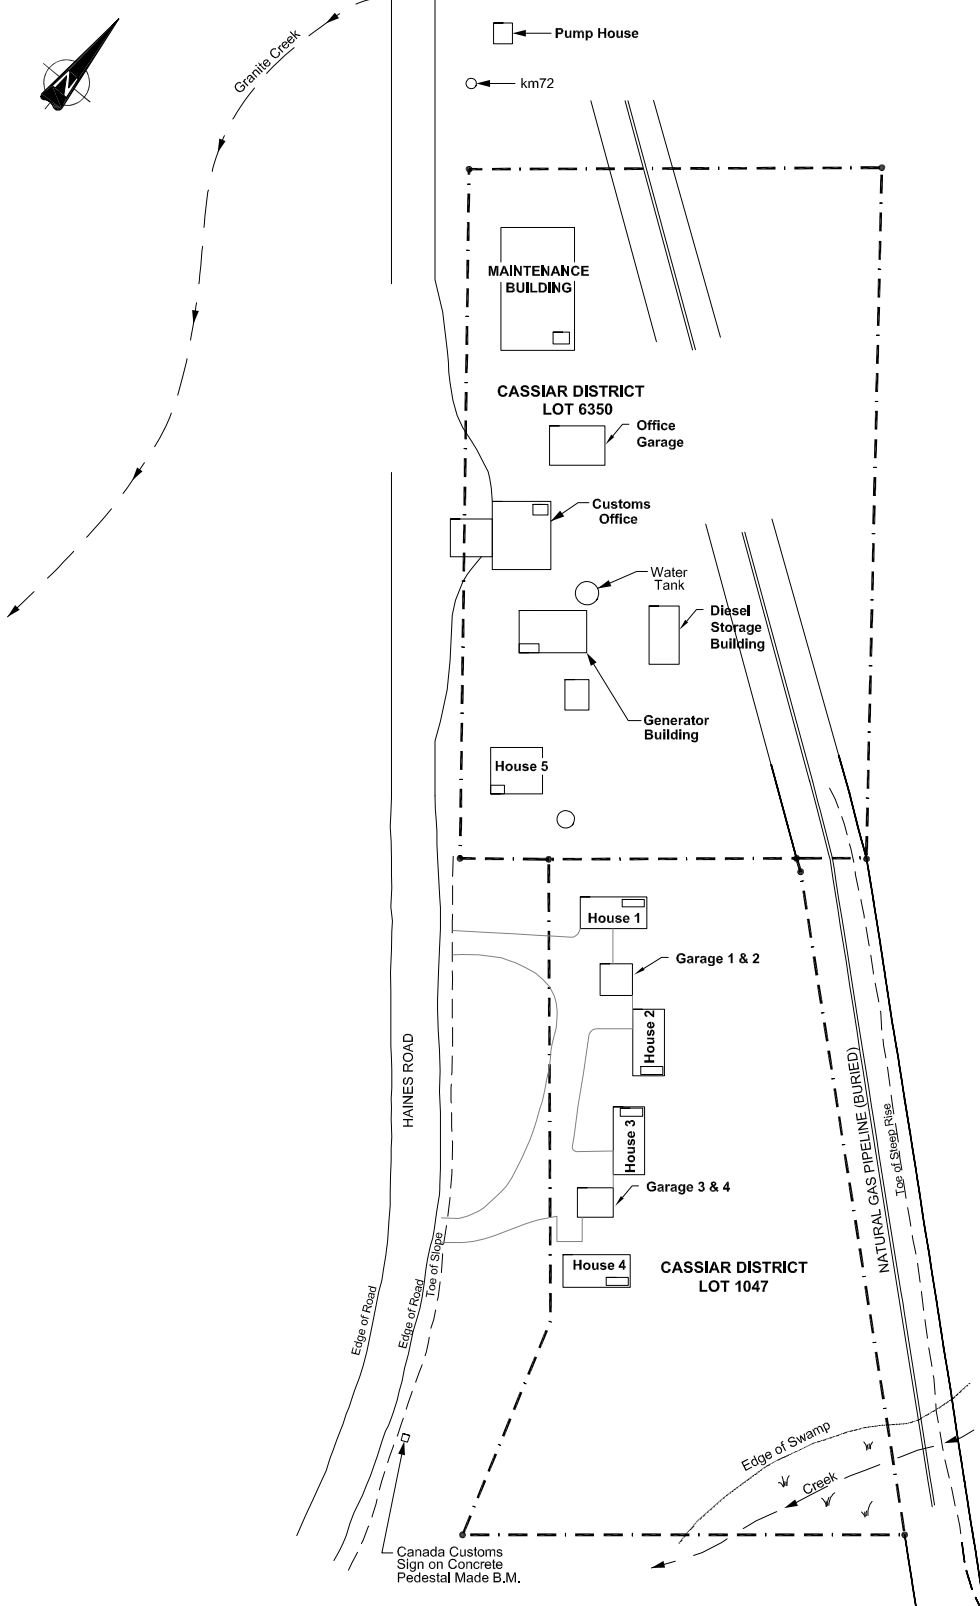 Pump House
Granite Creek
N
km72
MAINTENANCE
BUILDING
CASSIAR DISTRICT
LOT 6350
Office
Garage
Customs
Office
Water
Tank
Diesel
Storage
Building
Generator
Building
House 5
House 1
Garage 1 & 2
House 2
HAINES ROAD
NATURAL GAS PIPELINE (BURIED)
Toe of Steep Rise
House 3
Garage 3 & 4
House 4
CASSIAR DISTRICT
LOT 1047
Toe of Slope
Edge of Road
Edge of Road
Edge of Swamp
Creek
Canada Customs
Sign on Concrete
Pedestal Made B.M.